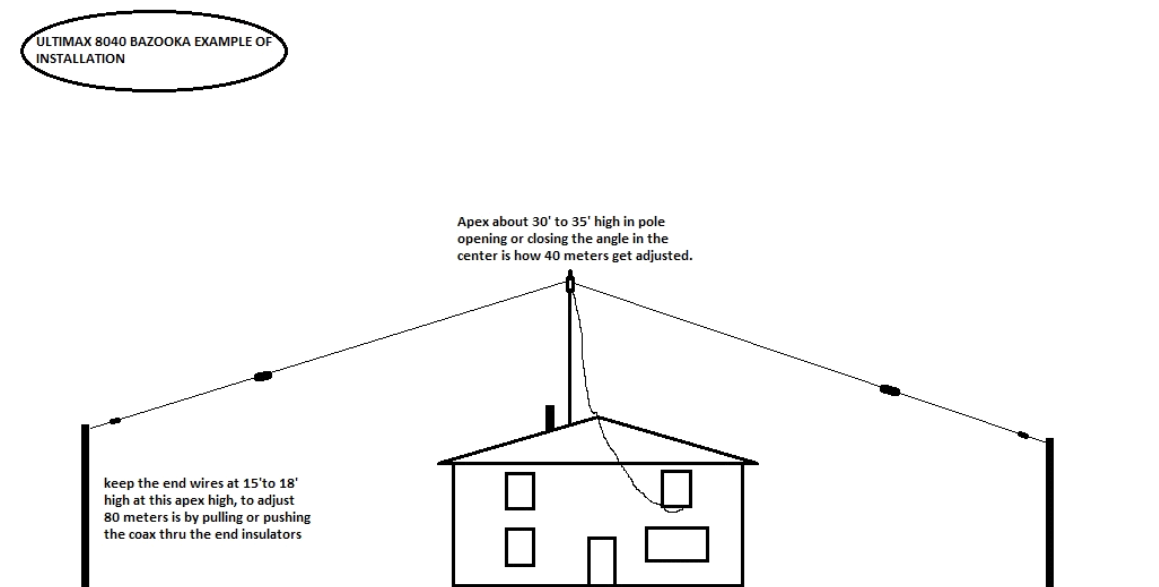 ULTIMAX 8040 BAZOOKA EXAMPLE OF
INSTALLATION
Apex about 30' to 35' high in pole
opening or closing the angle in the
center is how 40 meters get adjusted.
keep the end wires at 15'to 18'
high at this apex high, to adjust
80 meters is by pulling or pushing
the coax thru the end insulators